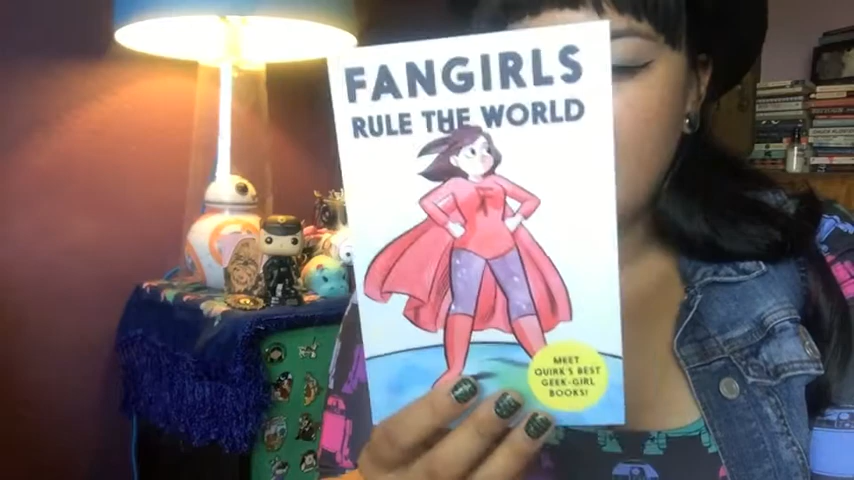 FANGIRLS
RULE THE WORLD
MEET
QUIRK'S BEST
GEEK-GIRL
BOOKS!